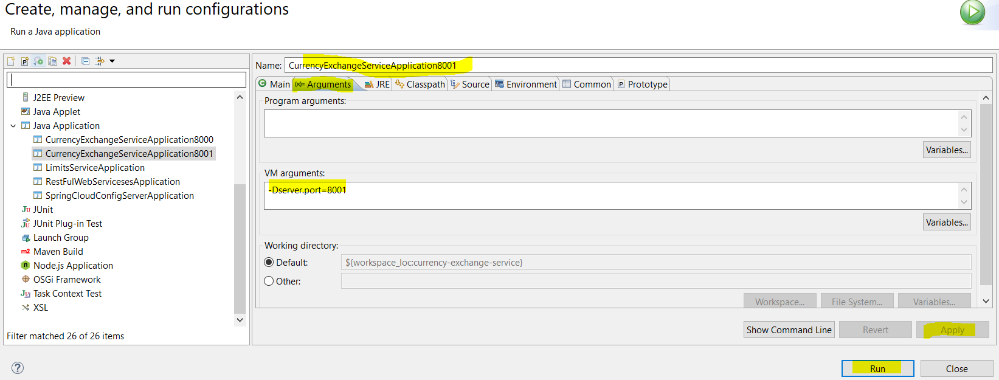 Create, manage, and run configurations
Run a Java application
J2EE Preview
Java Applet
Java Application
CurrencyExchangeServiceApplication8000
CurrencyExchangeServiceApplication8001
LimitsServiceApplication
RestFulWebServicesesApplication
SpringCloudConfigServerApplication
JUnit
JUnit Plug-in Test
Launch Group
Maven Build
Node.js Application
OSGi Framework
Task Context Test
XSL
Filter matched 26 of 26 items
Name: CurrencyExchangeServiceApplication8001
Main (x)= Arguments JRE Classpath Source Environment Common Prototype
Program arguments:
Variables...
VM arguments:
-Dserver.port=8001
Variables...
Working directory:
Default: ${workspace_loc:currency-exchange-service}
Other:
Workspace... File System... Variables...
Show Command Line Revert Apply
Run Close